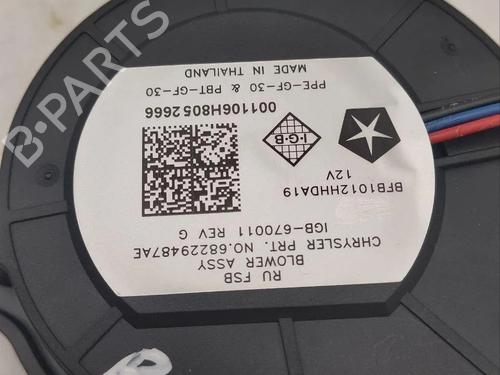 RU FSB
BLOWER ASSY
CHRYSLER PRT. NO.68229487AE
IGB-670011 REV G
BFB1012HHDA19
12V
I·G·B
001106H8052666
PPE-GF-30 & PBT-GF-30
MADE IN THAILAND
B-PARTS